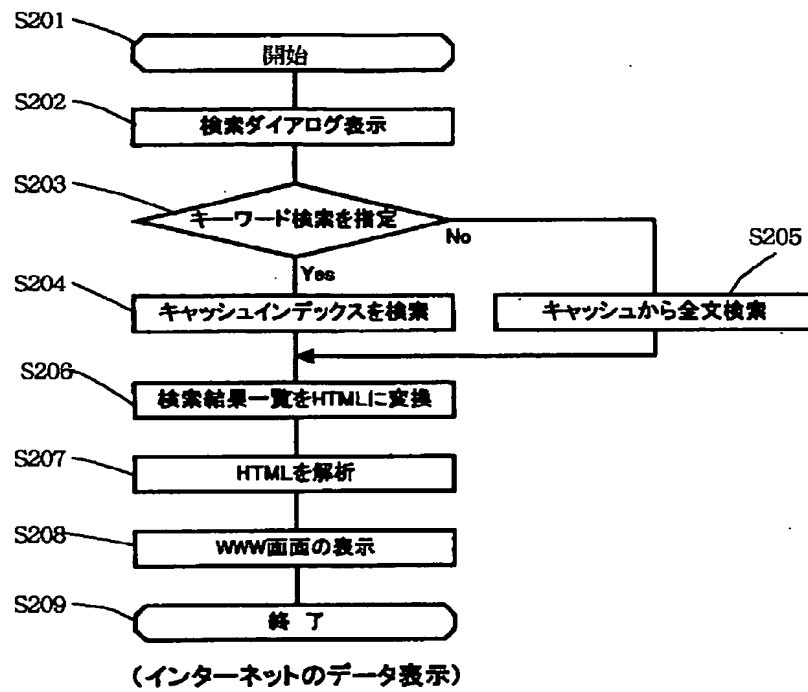 S201
開始
S202
検索ダイアログ表示
S203
キーワード検索を指定
No
Yes
S204
キャッシュインデックスを検索
S205
キャッシュから全文検索
S206
検索結果一覧をHTMLに変換
S207
HTMLを解析
S208
WWW画面の表示
S209
終 了
(インターネットのデータ表示)